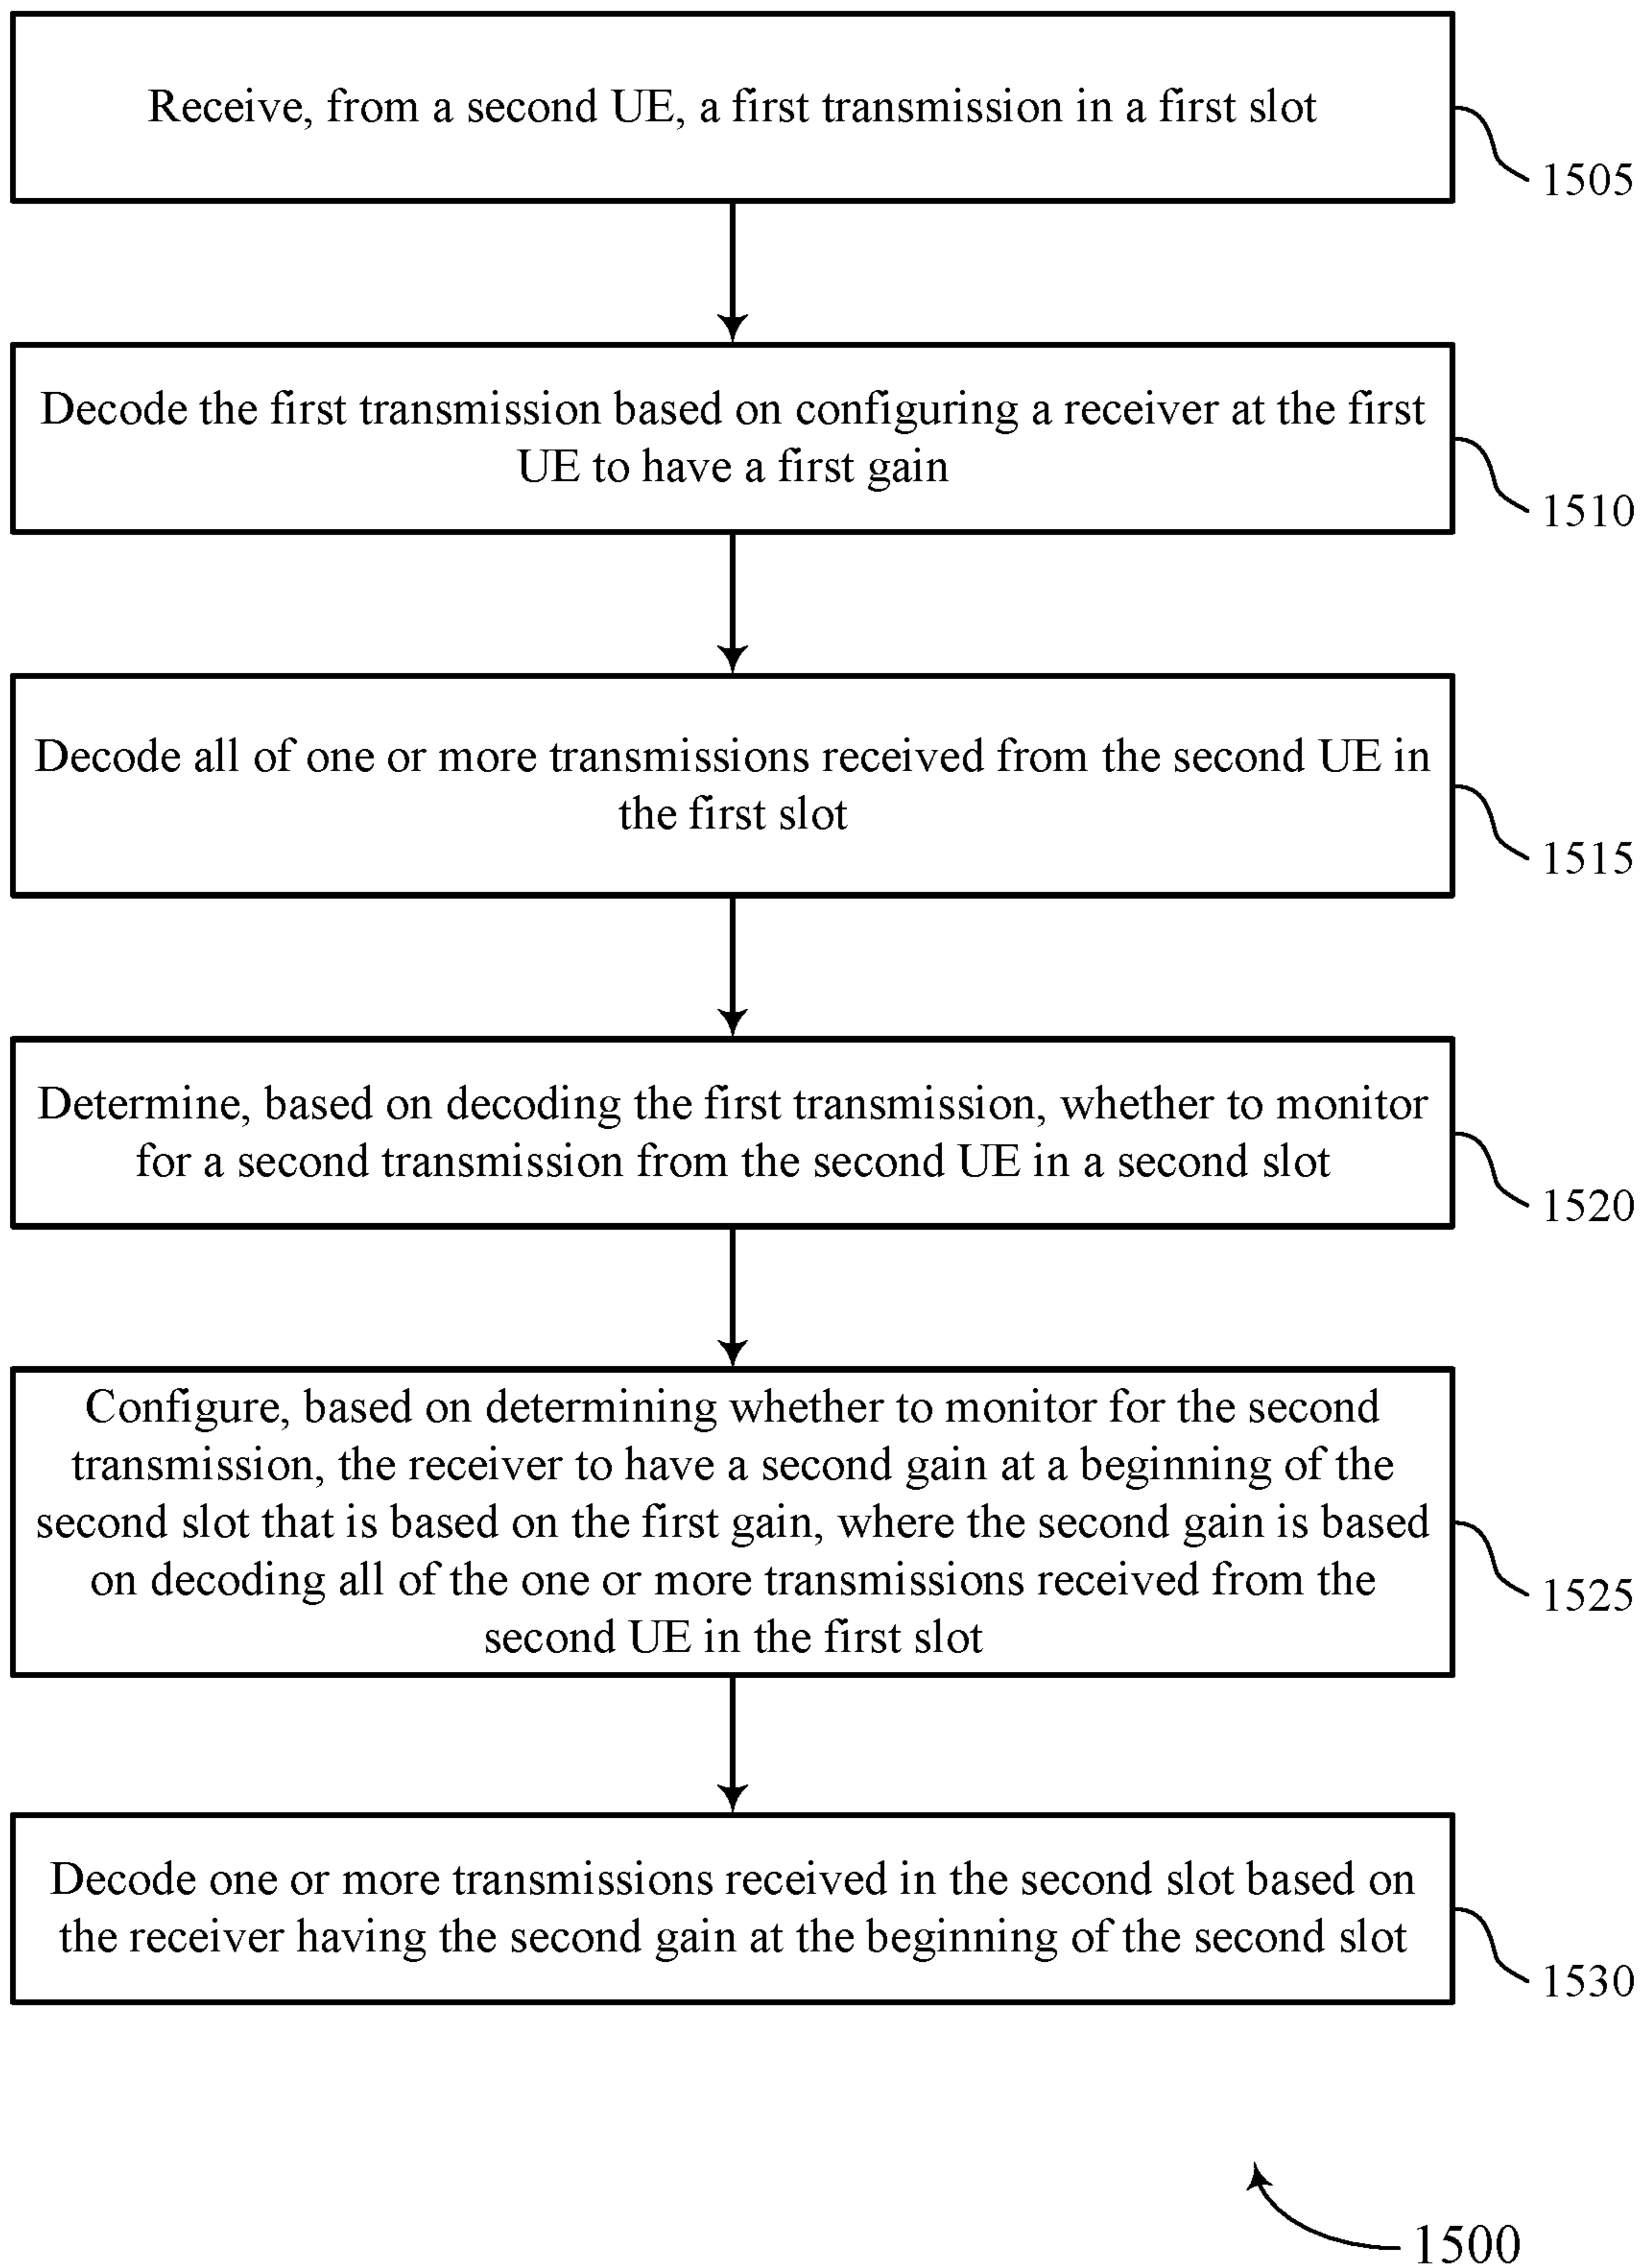 Receive, from a second UE, a first transmission in a first slot
1505
Decode the first transmission based on configuring a receiver at the first
UE to have a first gain
1510
Decode all of one or more transmissions received from the second UE in
the first slot
1515
Determine, based on decoding the first transmission, whether to monitor
for a second transmission from the second UE in a second slot
1520
Configure, based on determining whether to monitor for the second
transmission, the receiver to have a second gain at a beginning of the
second slot that is based on the first gain, where the second gain is based
on decoding all of the one or more transmissions received from the
second UE in the first slot
1525
Decode one or more transmissions received in the second slot based on
the receiver having the second gain at the beginning of the second slot
1530
1500